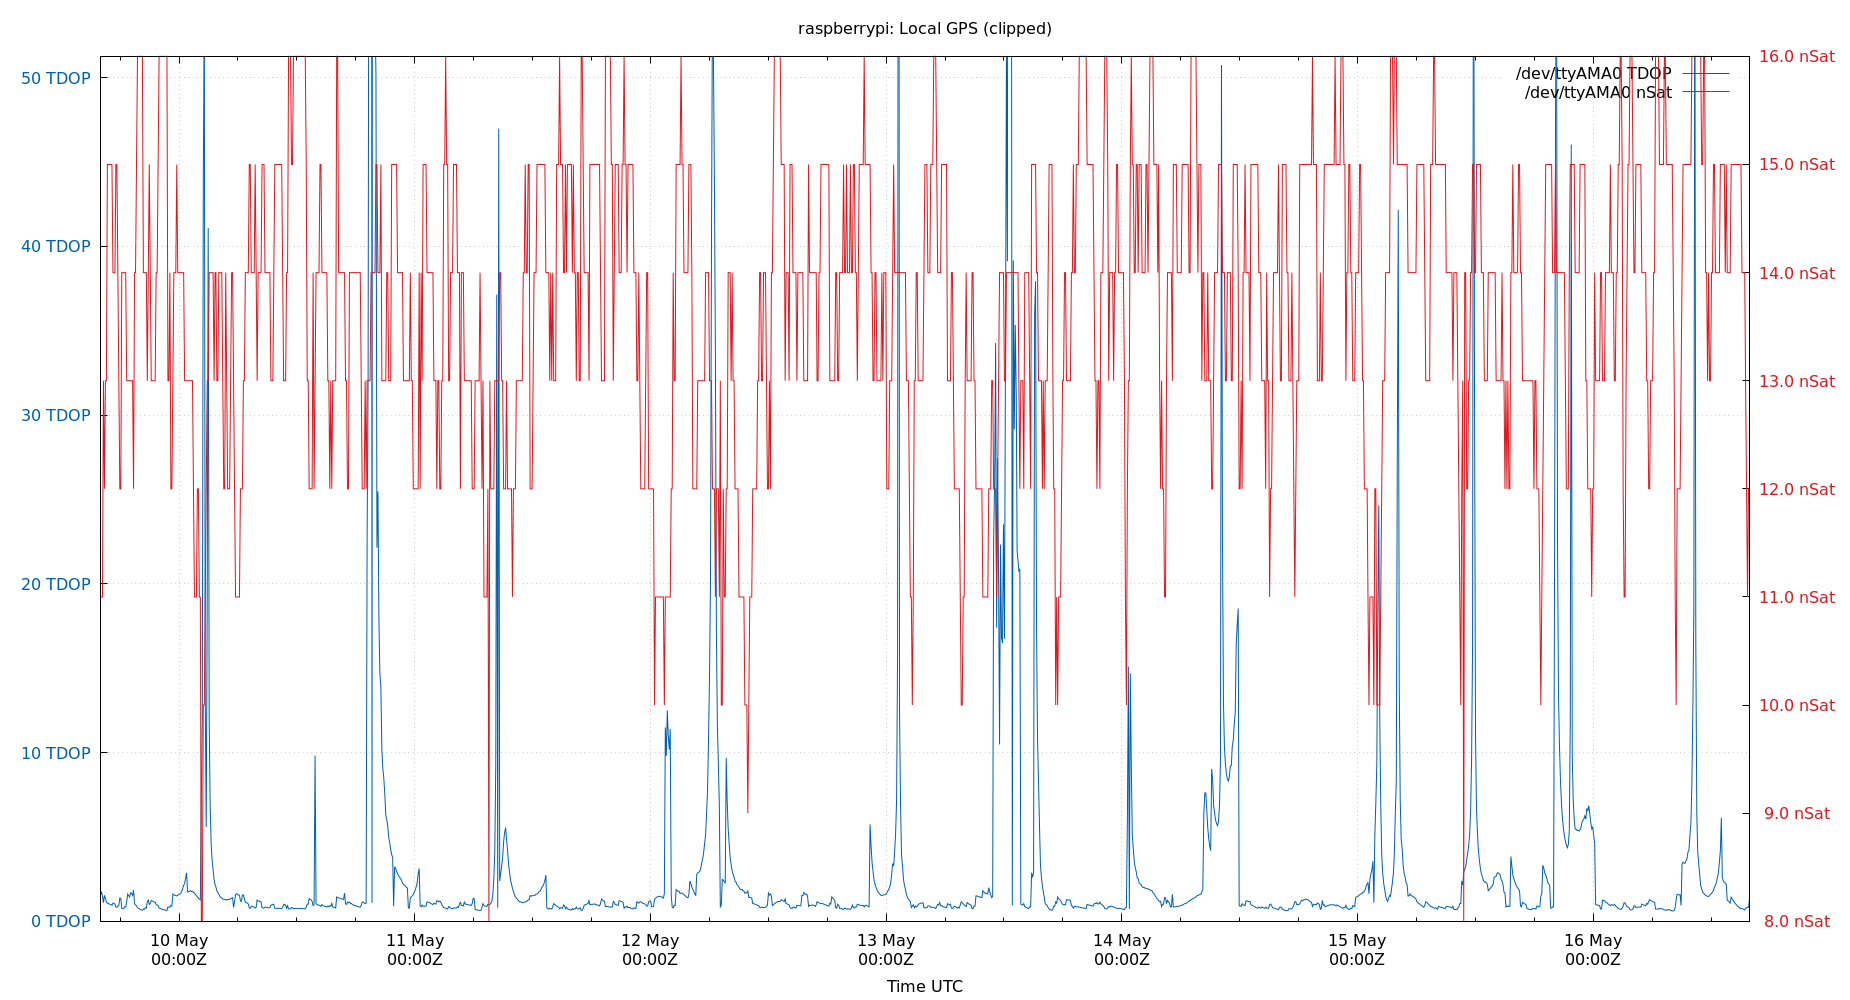 raspberrypi: Local GPS (clipped)
50 TDOP
40 TDOP
30 TDOP
20 TDOP
10 TDOP
0 TDOP
/dev/ttyAMA0 TDOP
/dev/ttyAMA0 nSat
16.0 nSat
15.0 nSat
14.0 nSat
13.0 nSat
12.0 nSat
11.0 nSat
10.0 nSat
9.0 nSat
8.0 nSat
10 May
00:00Z
11 May
00:00Z
12 May
00:00Z
13 May
00:00Z
14 May
00:00Z
15 May
00:00Z
16 May
00:00Z
Time UTC